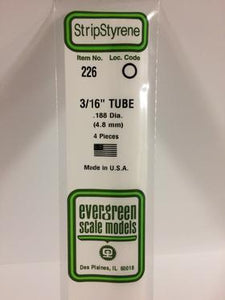 StripStyrene
Item No. Loc. Code
226
3/16" TUBE
.188 Dia.
(4.8 mm)
4 Pieces
Made in U.S.A.
evergreen
scale models
Des Plaines, IL 60018